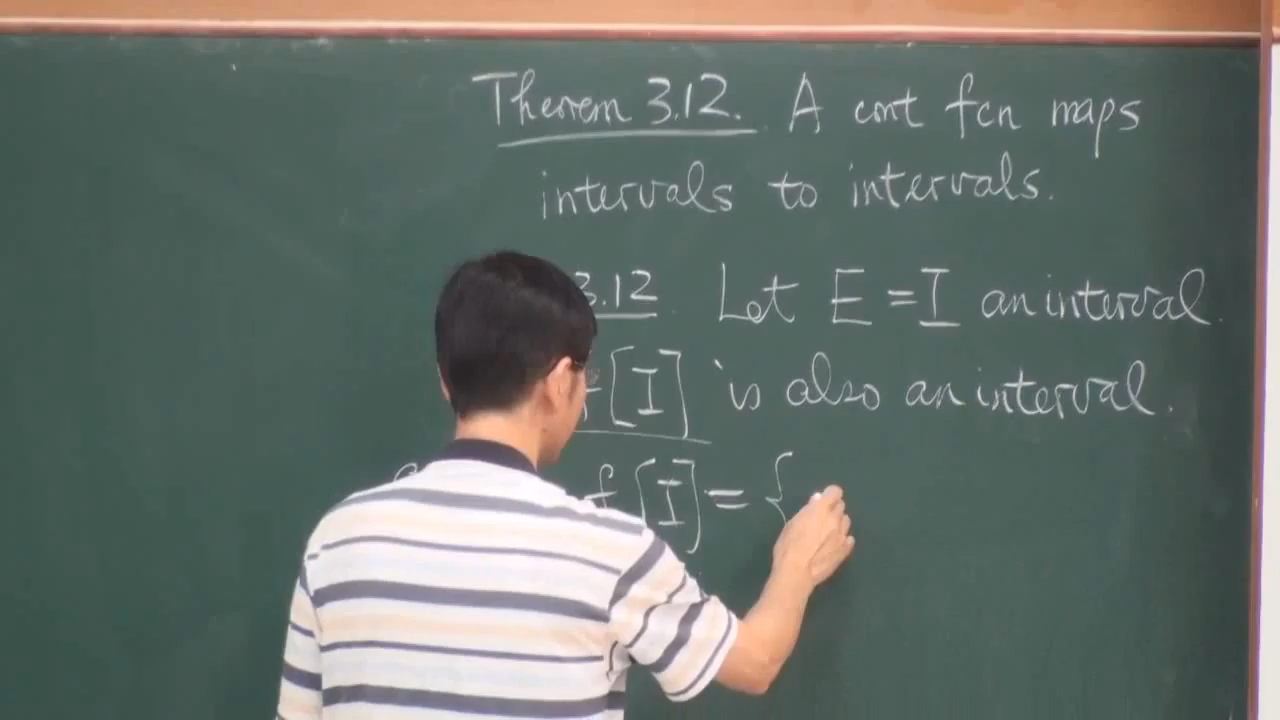 Theorem 3.12. A cont fcn maps
intervals to intervals.
3.12 Let E = I an interval.
f[I] is also an interval.
f[I] = {